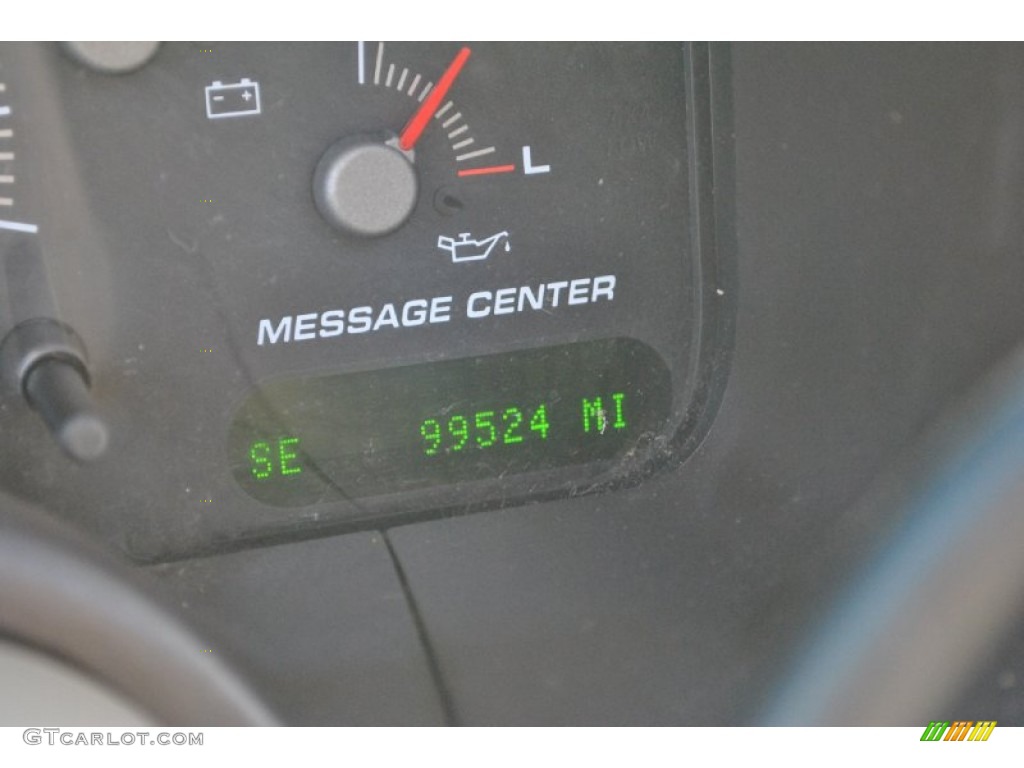 L
MESSAGE CENTER
SE 99524 MI
GTCARLOT.COM